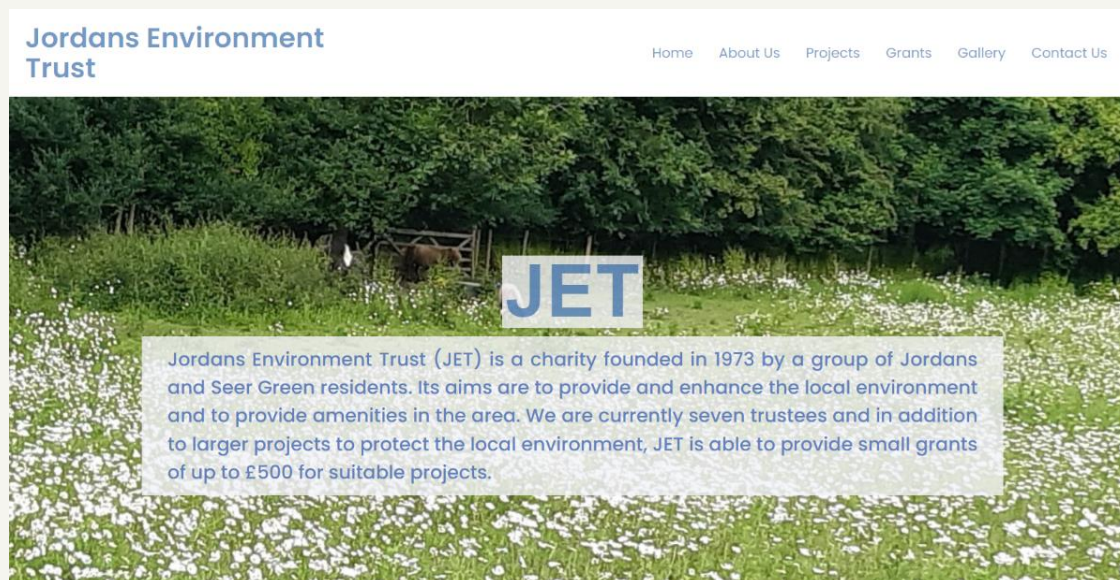 Jordans Environment
Trust
Home About Us Projects Grants Gallery Contact Us
JET
Jordans Environment Trust (JET) is a charity founded in 1973 by a group of Jordans
and Seer Green residents. Its aims are to provide and enhance the local environment
and to provide amenities in the area. We are currently seven trustees and in addition
to larger projects to protect the local environment, JET is able to provide small grants
of up to £500 for suitable projects.